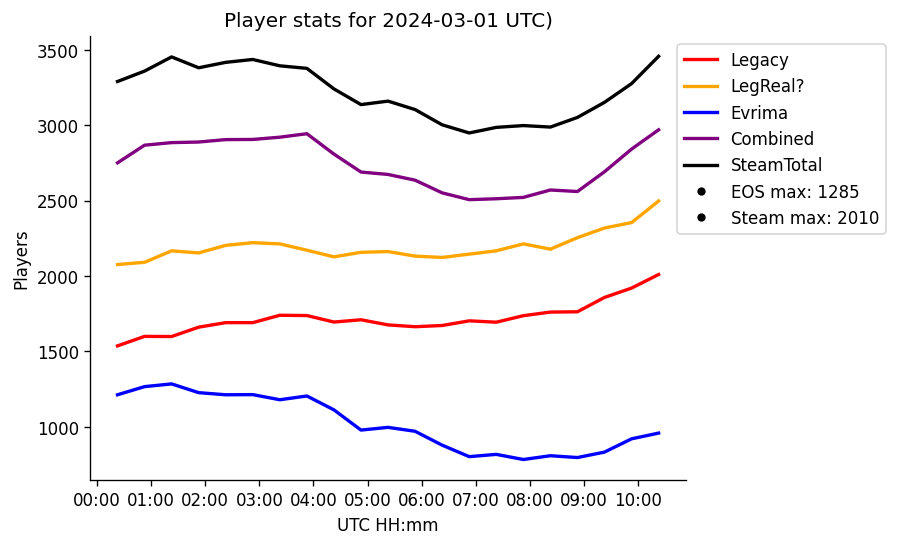 Player stats for 2024-03-01 UTC)
3500
3000
2500
2000
1500
1000
Players
00:00 01:00 02:00 03:00 04:00 05:00 06:00 07:00 08:00 09:00 10:00
UTC HH:mm
Legacy
LegReal?
Evrima
Combined
SteamTotal
EOS max: 1285
Steam max: 2010